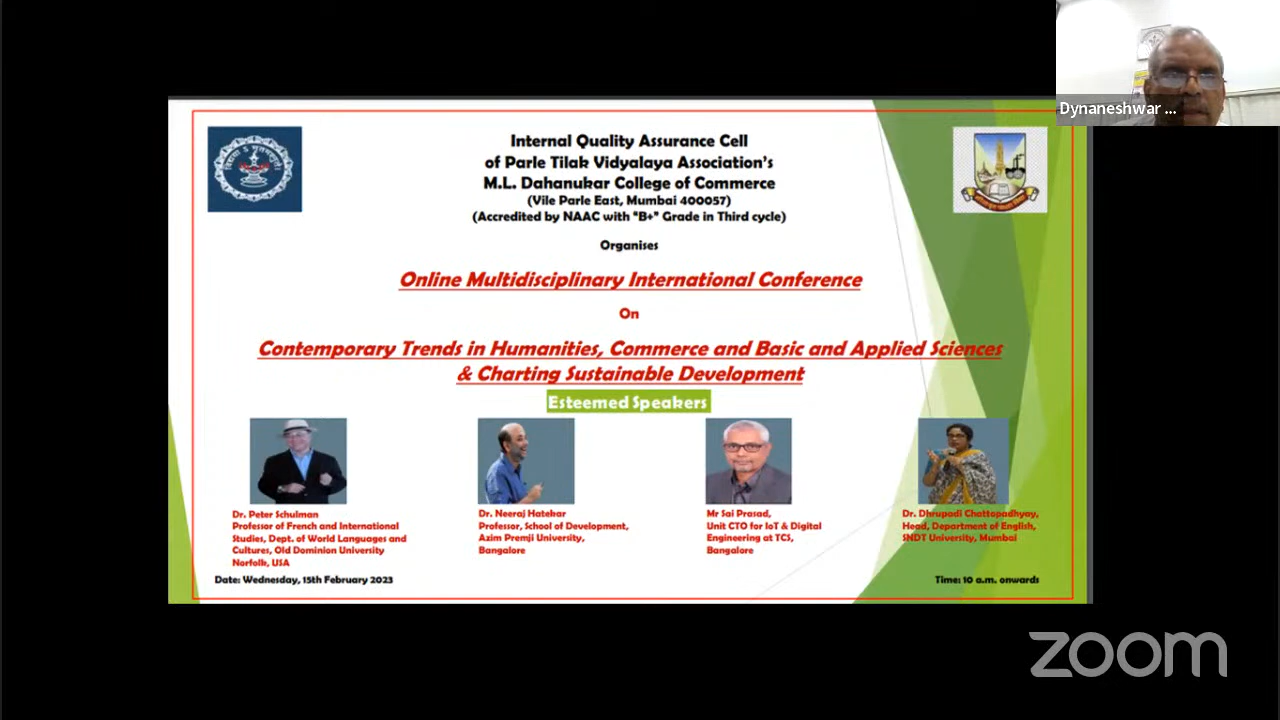 Dynaneshwar ...
Internal Quality Assurance Cell
of Parle Tilak Vidyalaya Association's
M.L. Dahanukar College of Commerce
(Vile Parle East, Mumbai 400057)
(Accredited by NAAC with "B+" Grade in Third cycle)
Organises
Online Multidisciplinary International Conference
On
Contemporary Trends in Humanities, Commerce and Basic and Applied Sciences
& Charting Sustainable Development
Esteemed Speakers
Dr. Peter Schulman
Professor of French and International
Studies, Dept. of World Languages and
Cultures, Old Dominion University
Norfolk, USA
Dr. Neeraj Hatekar
Professor, School of Development,
Azim Premji University,
Bangalore
Mr Sai Prasad,
Unit CTO for IoT & Digital
Engineering at TCS,
Bangalore
Dr. Dhrupadi Chattopadhyay,
Head, Department of English,
SNDT University, Mumbai
Date: Wednesday, 15th February 2023
Time: 10 a.m. onwards
zoom